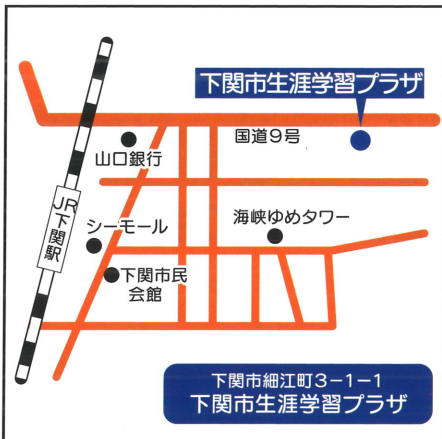 下関市生涯学習プラザ
国道9号
山口銀行
JR
下関駅
シーモール
海峡ゆめタワー
下関市民
会館
下関市細江町3-1-1
下関市生涯学習プラザ